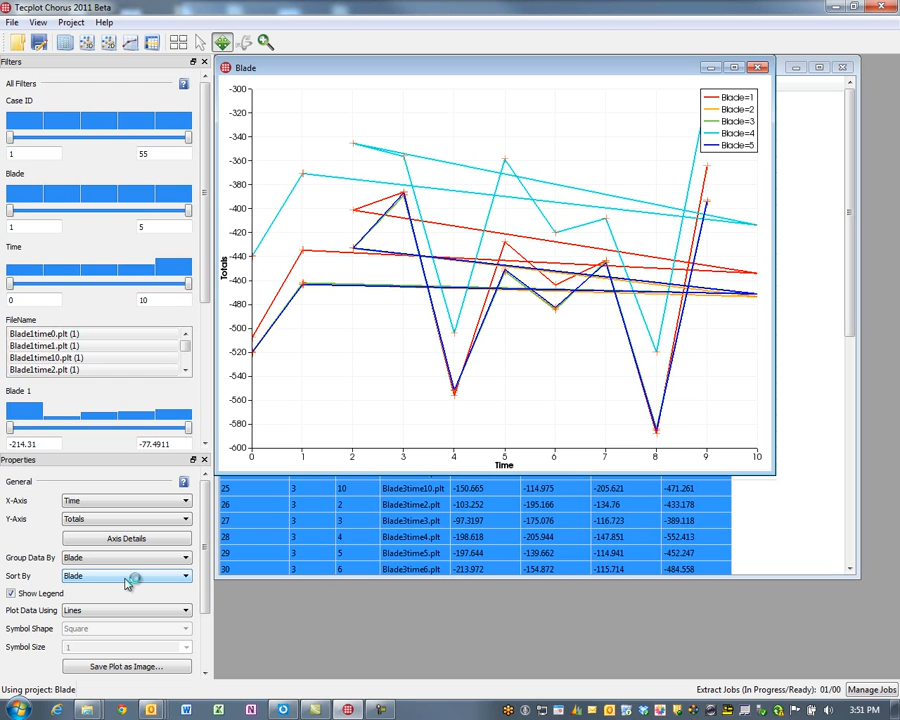 Tecplot Chorus 2011 Beta
File View Project Help
Filters
All Filters
Case ID
1 55
Blade
1 5
Time
0 10
FileName
Blade1time0.plt (1)
Blade1time1.plt (1)
Blade1time10.plt (1)
Blade1time2.plt (1)
Blade 1
-214.31 -77.4911
Properties
General
X-Axis Time
Y-Axis Totals
Axis Details
Group Data By Blade
Sort By Blade
Show Legend
Plot Data Using Lines
Symbol Shape Square
Symbol Size 1
Save Plot as Image...
Blade
-300
-320
-340
-360
-380
-400
-420
-440
-460
-480
-500
-520
-540
-560
-580
-600
Totals
0 1 2 3 4 5 6 7 8 9 10
Time
Blade=1
Blade=2
Blade=3
Blade=4
Blade=5
25 3 10 Blade3time10.plt -150.665 -114.975 -205.621 -471.261
26 3 2 Blade3time2.plt -103.252 -195.166 -134.76 -433.178
27 3 3 Blade3time3.plt -97.3197 -175.076 -116.723 -389.118
28 3 4 Blade3time4.plt -198.618 -205.944 -147.851 -552.413
29 3 5 Blade3time5.plt -197.644 -139.662 -114.941 -452.247
30 3 6 Blade3time6.plt -213.972 -154.872 -115.714 -484.558
Using project: Blade
Extract Jobs (In Progress/Ready): 01/00 Manage Jobs
3:51 PM